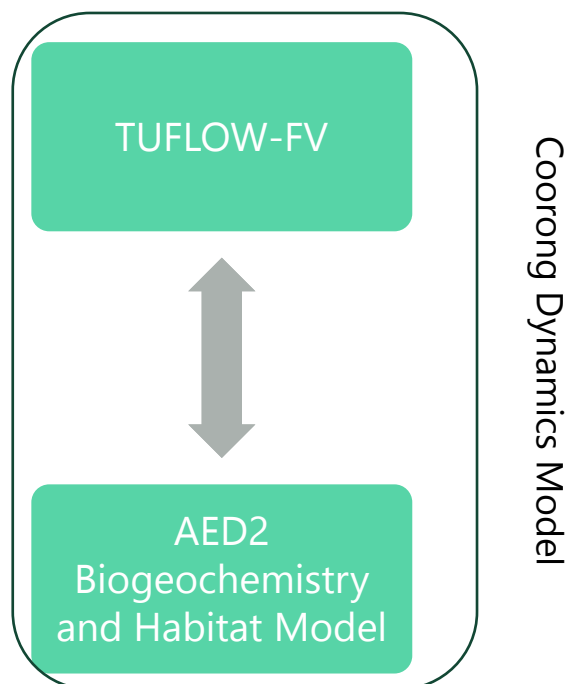 TUFLOW-FV
AED2
Biogeochemistry
and Habitat Model
Coorong Dynamics Model